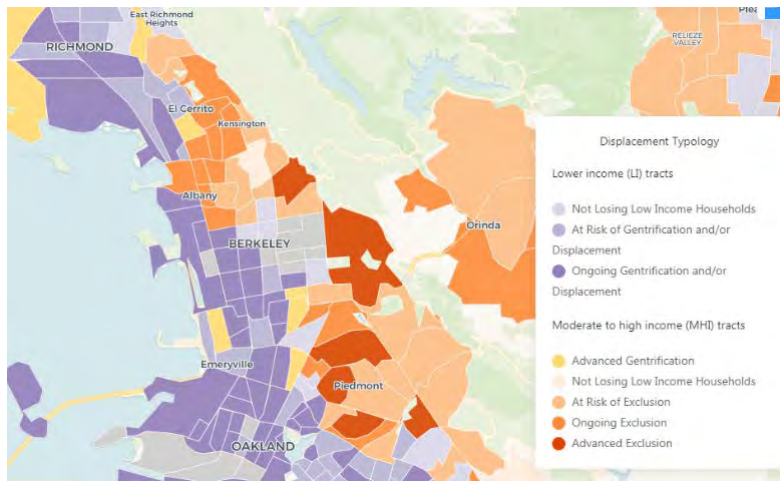 East Richmond
Heights
RICHMOND
Plea
RELIEZE
VALLEY
El Cerrito
Kensington
Albany
BERKELEY
Orinda
Emeryville
Piedmont
OAKLAND
Displacement Typology
Lower income (LI) tracts
Not Losing Low Income Households
At Risk of Gentrification and/or
Displacement
Ongoing Gentrification and/or
Displacement
Moderate to high income (MHI) tracts
Advanced Gentrification
Not Losing Low Income Households
At Risk of Exclusion
Ongoing Exclusion
Advanced Exclusion